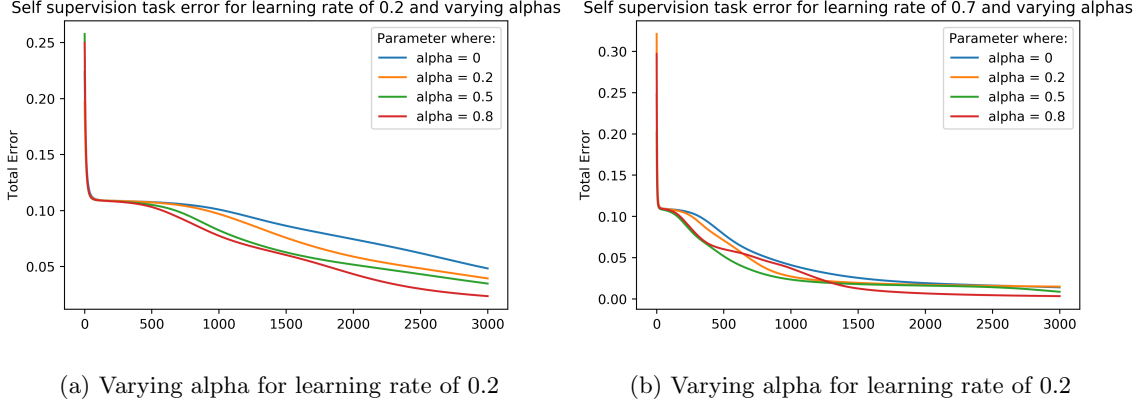 Self supervision task error for learning rate of 0.2 and varying alphas
0.25
0.20
0.15
0.10
0.05
Total Error
0
500
1000
1500
2000
2500
3000
Parameter where:
alpha = 0
alpha = 0.2
alpha = 0.5
alpha = 0.8
(a) Varying alpha for learning rate of 0.2
Self supervision task error for learning rate of 0.7 and varying alphas
0.30
0.25
0.20
0.15
0.10
0.05
0.00
Total Error
0
500
1000
1500
2000
2500
3000
Parameter where:
alpha = 0
alpha = 0.2
alpha = 0.5
alpha = 0.8
(b) Varying alpha for learning rate of 0.2